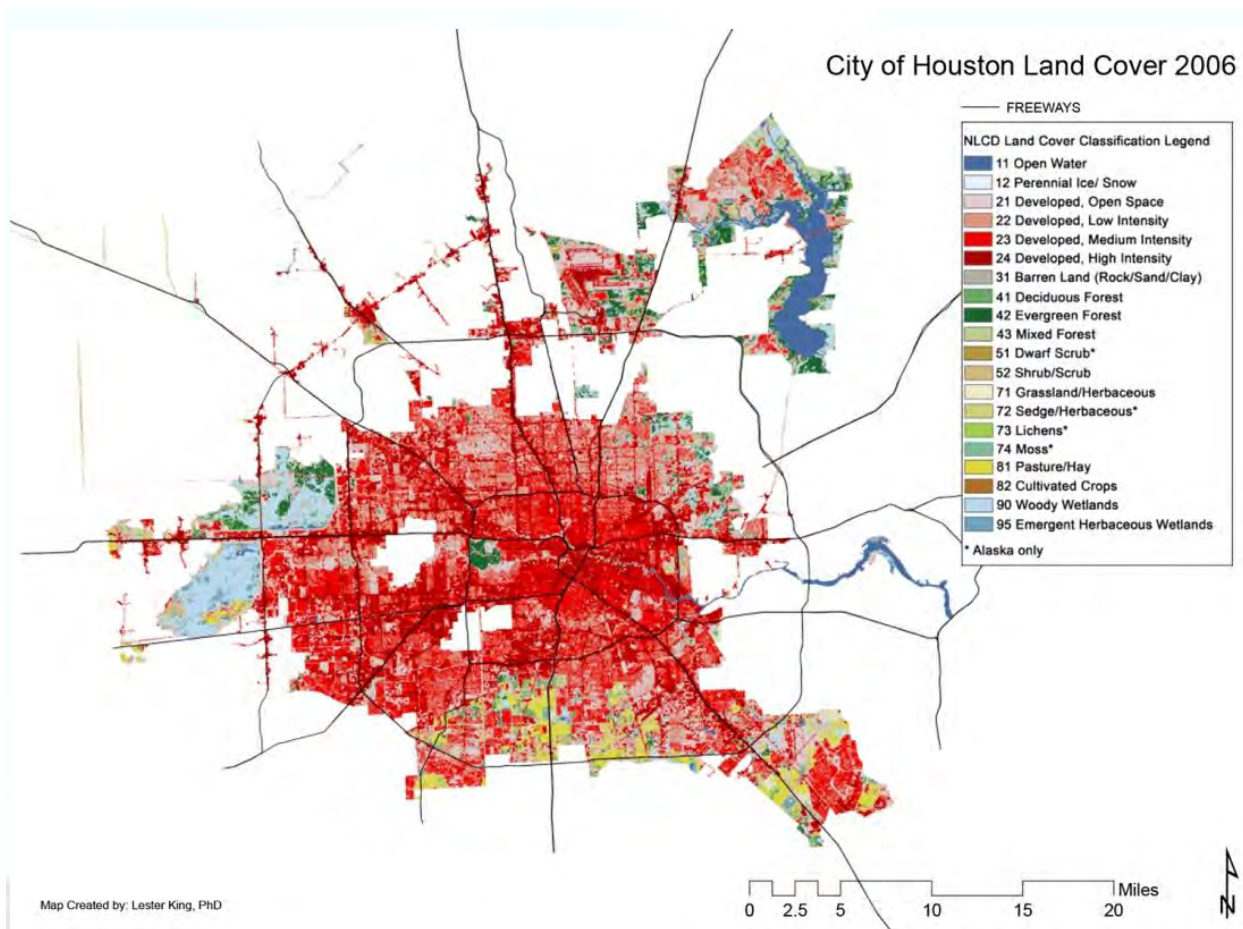 City of Houston Land Cover 2006
FREEWAYS
NLCD Land Cover Classification Legend
11 Open Water
12 Perennial Ice/ Snow
21 Developed, Open Space
22 Developed, Low Intensity
23 Developed, Medium Intensity
24 Developed, High Intensity
31 Barren Land (Rock/Sand/Clay)
41 Deciduous Forest
42 Evergreen Forest
43 Mixed Forest
51 Dwarf Scrub*
52 Shrub/Scrub
71 Grassland/Herbaceous
72 Sedge/Herbaceous*
73 Lichens*
74 Moss*
81 Pasture/Hay
82 Cultivated Crops
90 Woody Wetlands
95 Emergent Herbaceous Wetlands
* Alaska only
Map Created by: Lester King, PhD
Miles
0 2.5 5 10 15 20
N